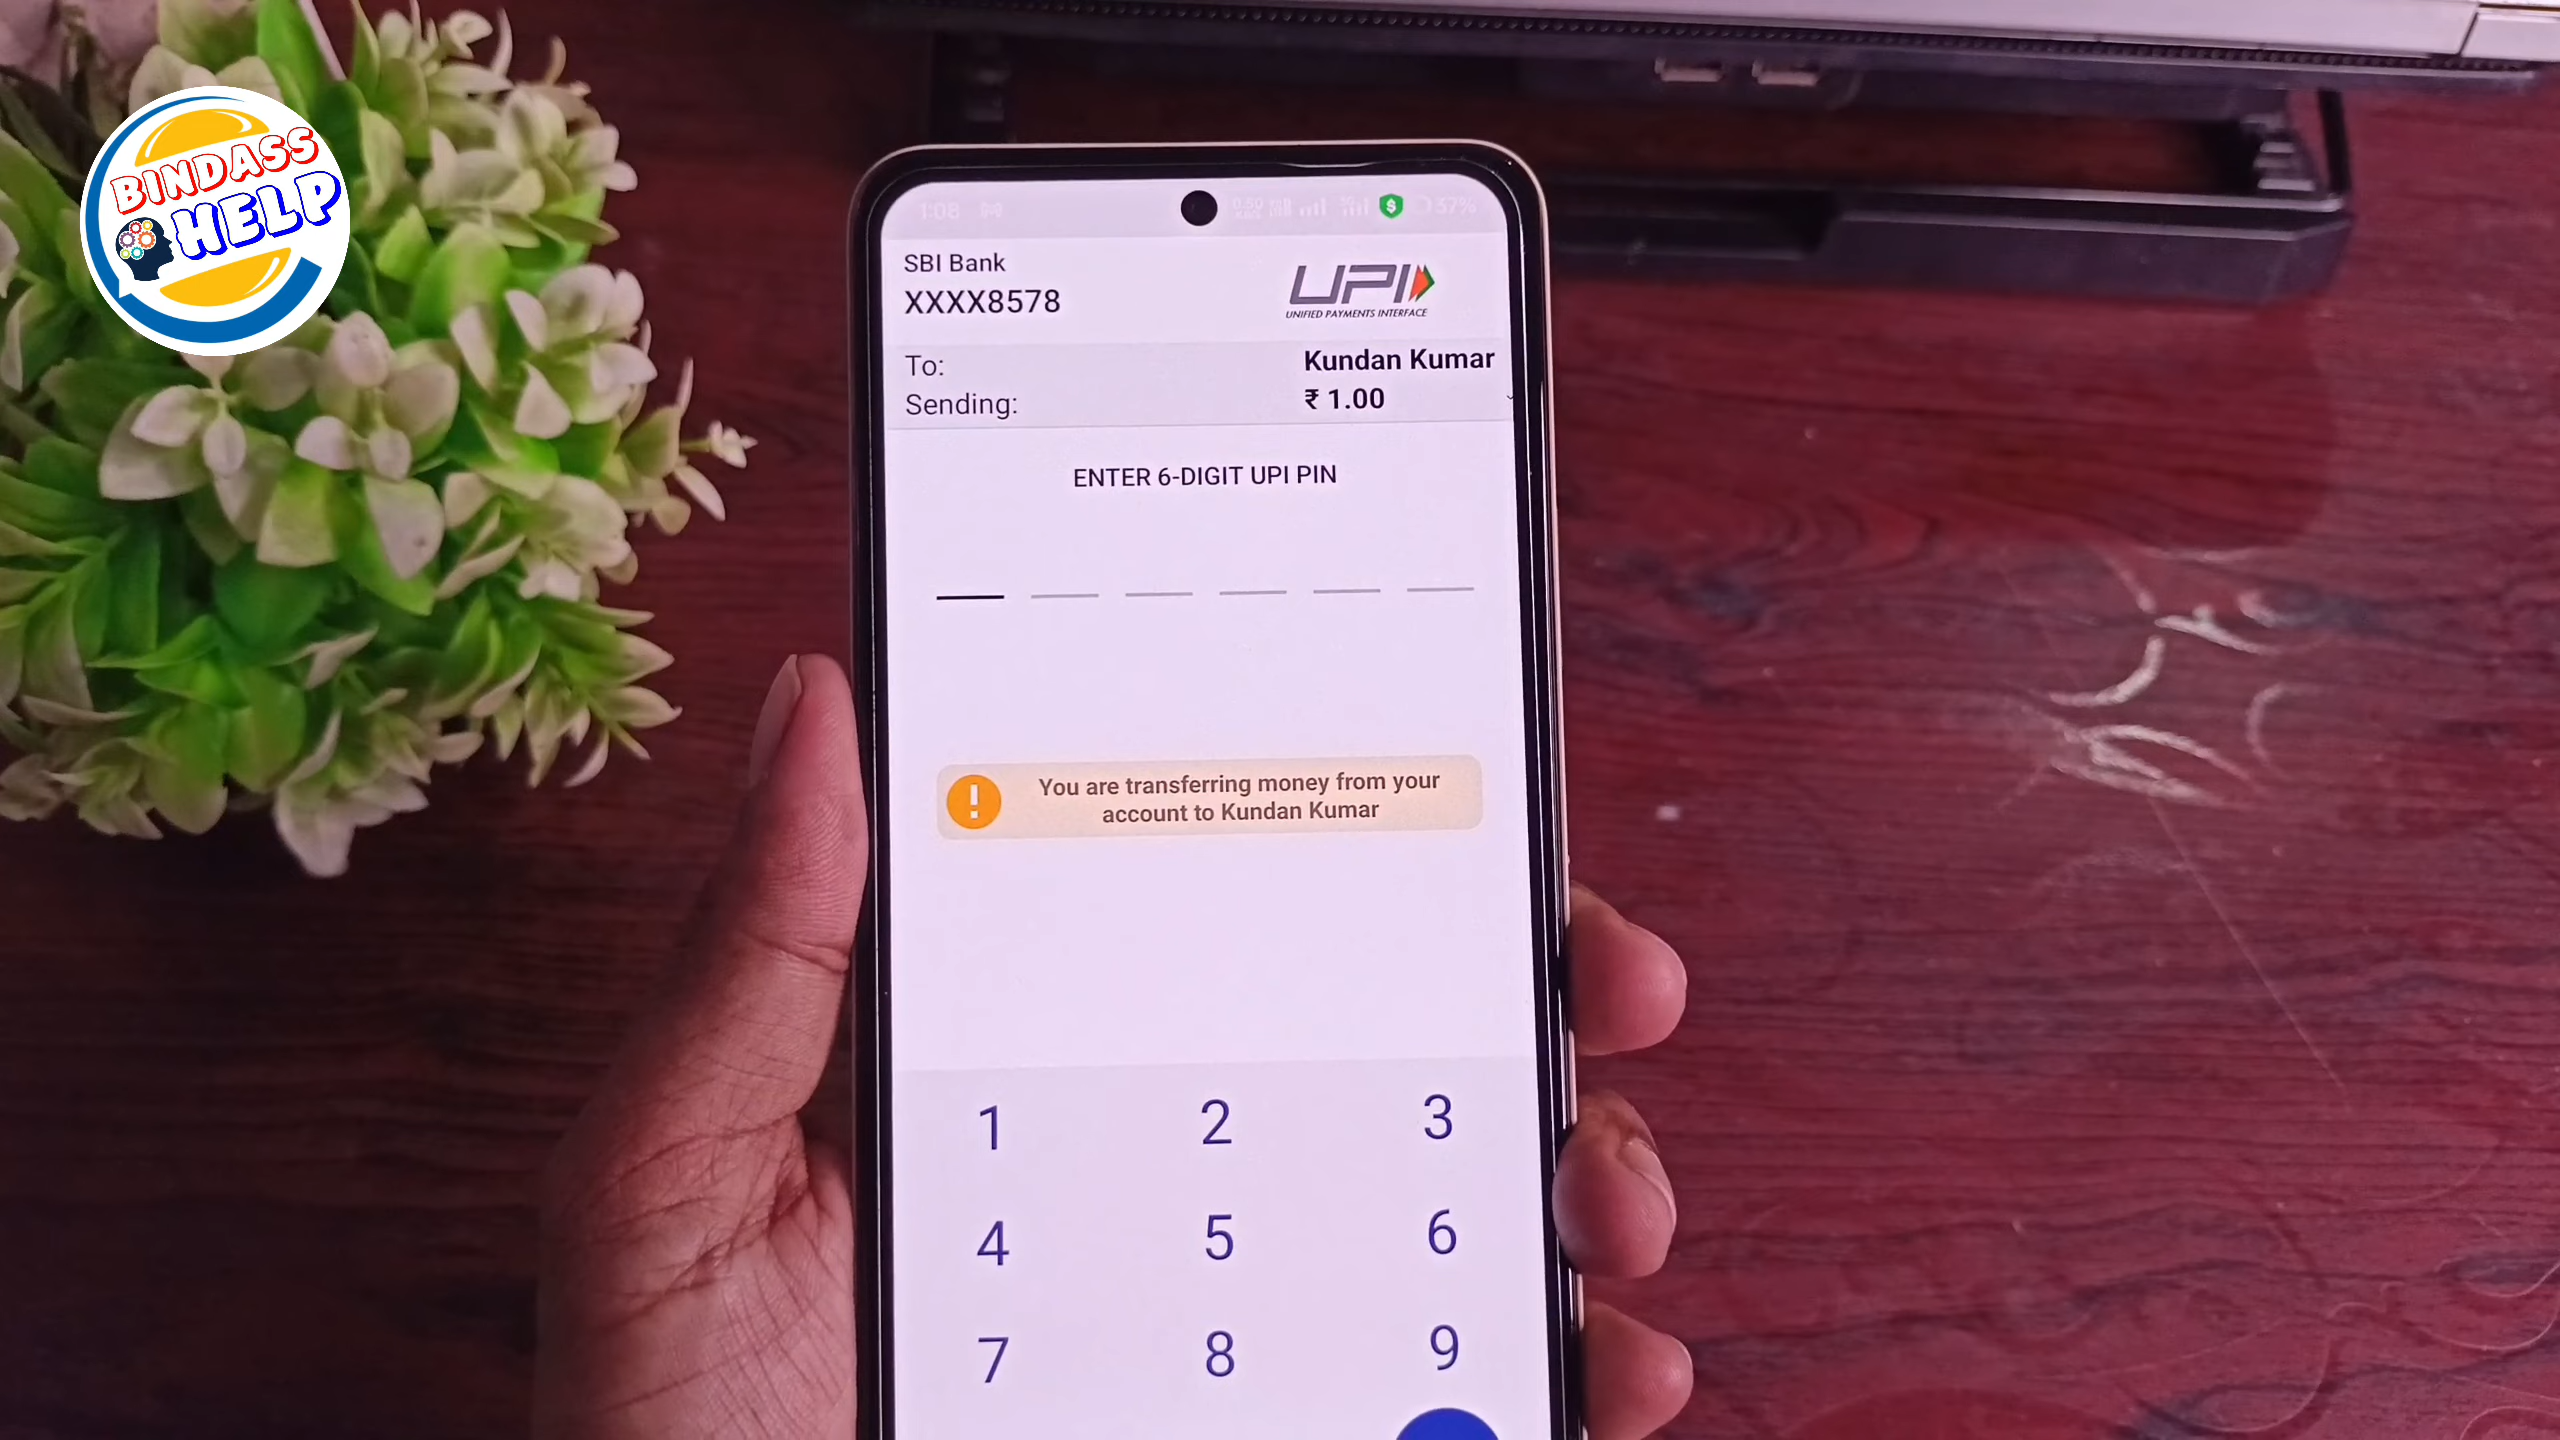 BINDASS
HELP
1:08
37%
SBI Bank
XXXX8578
UPI
UNIFIED PAYMENTS INTERFACE
To:
Kundan Kumar
Sending:
₹ 1.00
ENTER 6-DIGIT UPI PIN
You are transferring money from your
account to Kundan Kumar
1 2 3
4 5 6
7 8 9